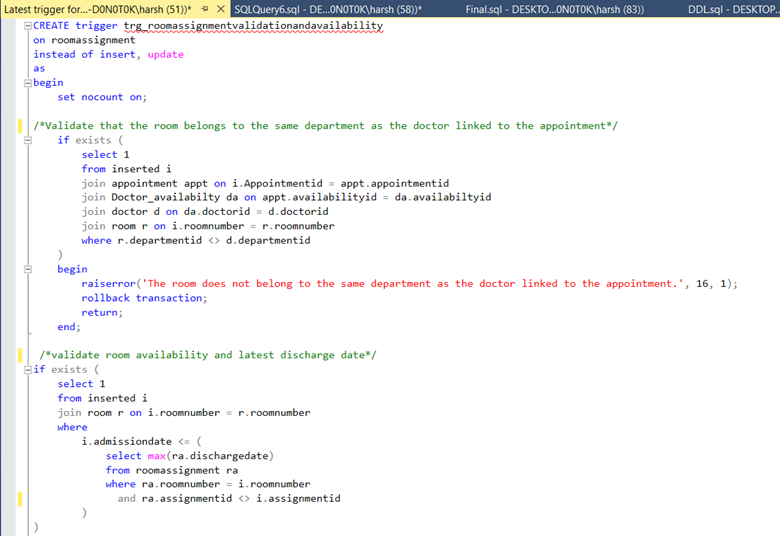 Latest trigger for...-D0N0T0K\harsh (51))* SQLQuery6.sql - DE...0N0T0K\harsh (58))* Final.sql - DESKTO...0N0T0K\harsh (83)) DDL.sql - DESKTOP...
CREATE trigger trg_roomassignmentvalidationandavailability
on roomassignment
instead of insert, update
as
begin
set nocount on;
/*Validate that the room belongs to the same department as the doctor linked to the appointment*/
if exists (
select 1
from inserted i
join appointment appt on i.Appointmentid = appt.appointmentid
join Doctor_availabilty da on appt.availabilityid = da.availabiltyid
join doctor d on da.doctorid = d.doctorid
join room r on i.roomnumber = r.roomnumber
where r.departmentid <> d.departmentid
)
begin
raiserror('The room does not belong to the same department as the doctor linked to the appointment.', 16, 1);
rollback transaction;
return;
end;
/*validate room availability and latest discharge date*/
if exists (
select 1
from inserted i
join room r on i.roomnumber = r.roomnumber
where
i.admissiondate <= (
select max(ra.dischargedate)
from roomassignment ra
where ra.roomnumber = i.roomnumber
and ra.assignmentid <> i.assignmentid
)
)